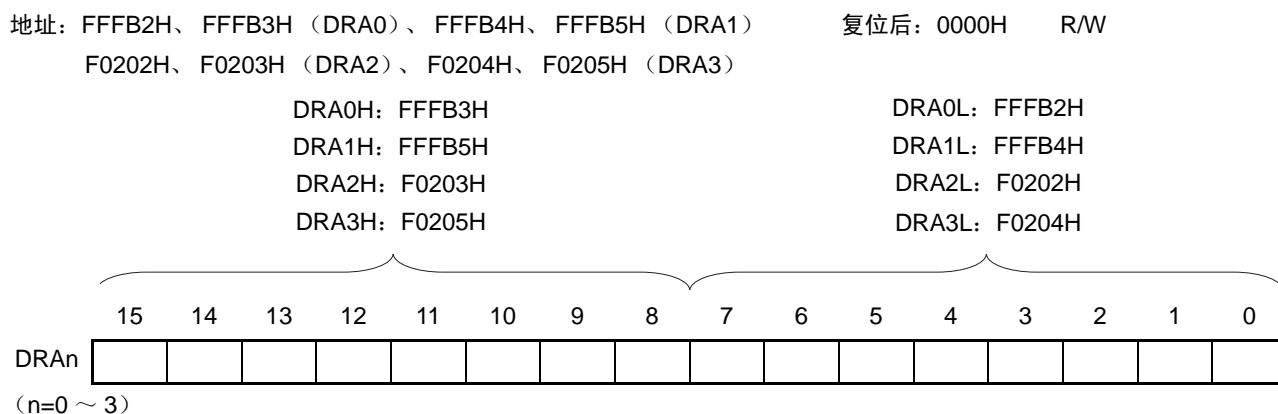 地址：FFFB2H、 FFFB3H （DRA0）、 FFFB4H、 FFFB5H （DRA1） 复位后：0000H R/W
F0202H、 F0203H （DRA2）、 F0204H、 F0205H （DRA3）
DRA0H：FFFB3H DRA0L：FFFB2H
DRA1H：FFFB5H DRA1L：FFFB4H
DRA2H：F0203H DRA2L：F0202H
DRA3H：F0205H DRA3L：F0204H
15 14 13 12 11 10 9 8 7 6 5 4 3 2 1 0
DRAn
（n=0 ～ 3）